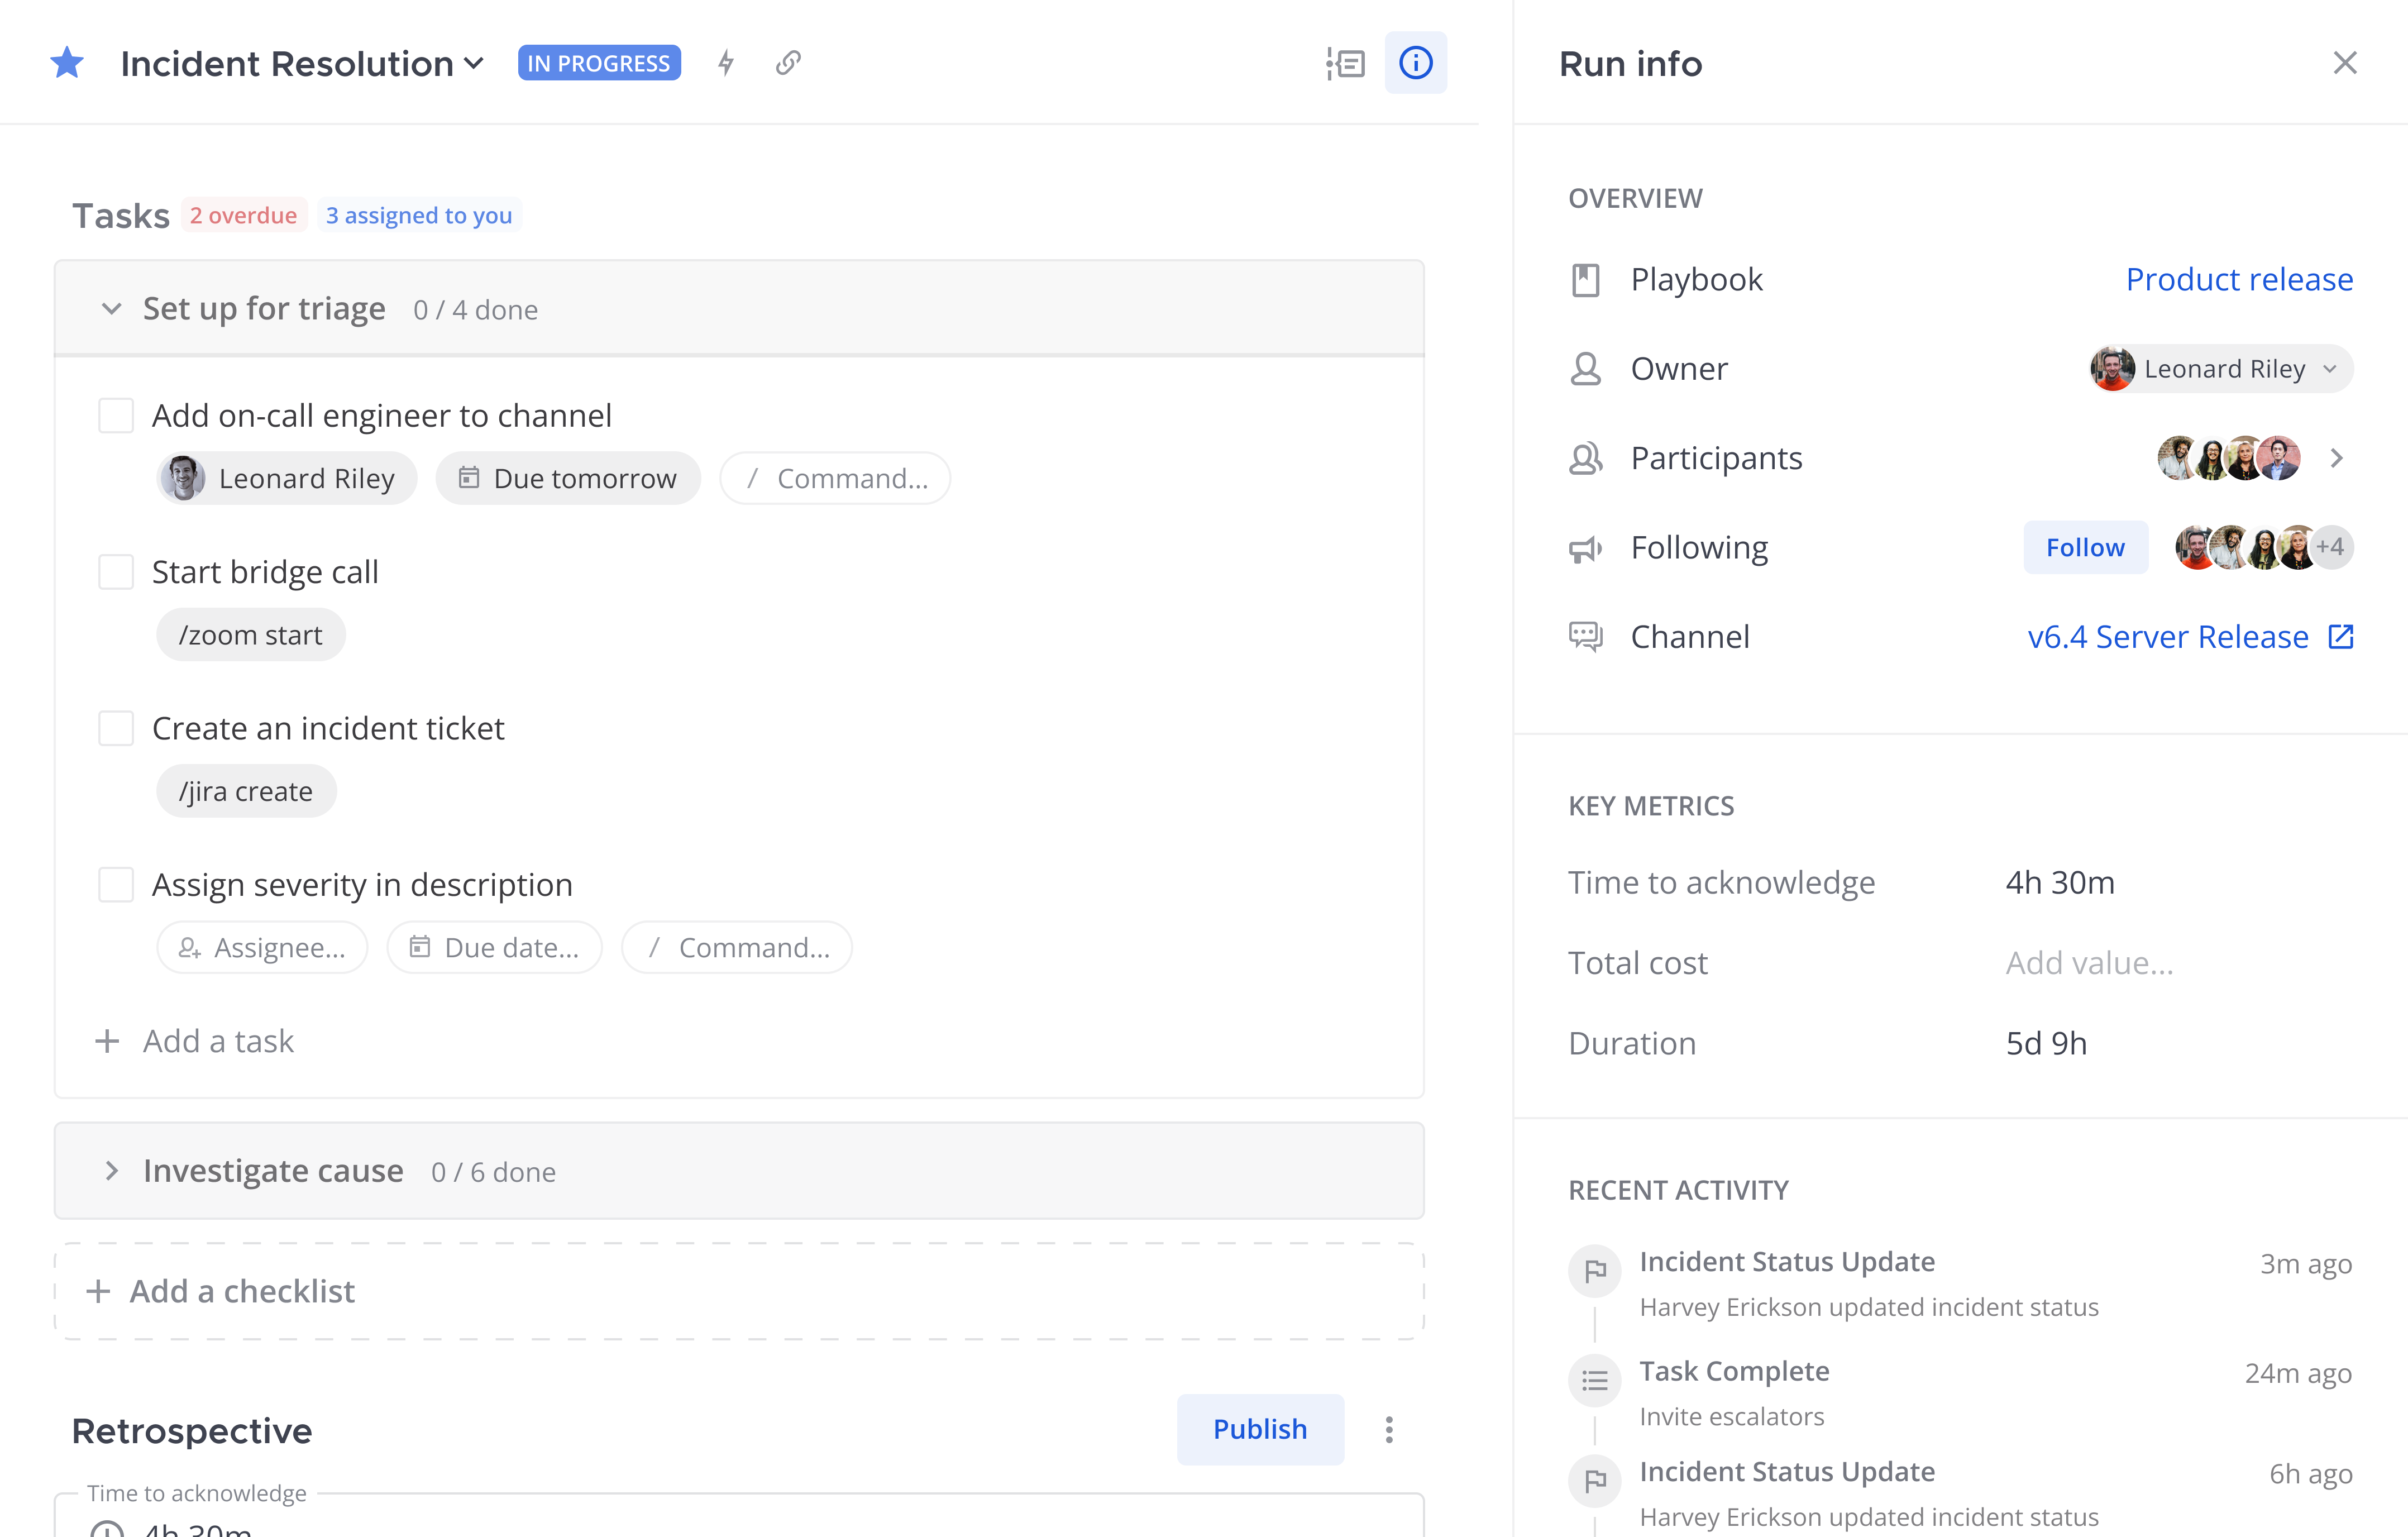 Incident Resolution
IN PROGRESS
Tasks
2 overdue
3 assigned to you
Set up for triage
0 / 4 done
Add on-call engineer to channel
Leonard Riley
Due tomorrow
/ Command...
Start bridge call
/zoom start
Create an incident ticket
/jira create
Assign severity in description
Assignee...
Due date...
/ Command...
+ Add a task
Investigate cause
0 / 6 done
+ Add a checklist
Retrospective
Publish
Time to acknowledge
4h 30m
Run info
OVERVIEW
Playbook
Product release
Owner
Leonard Riley
Participants
Following
Follow
+4
Channel
v6.4 Server Release
KEY METRICS
Time to acknowledge
4h 30m
Total cost
Add value...
Duration
5d 9h
RECENT ACTIVITY
Incident Status Update
3m ago
Harvey Erickson updated incident status
Task Complete
24m ago
Invite escalators
Incident Status Update
6h ago
Harvey Erickson updated incident status